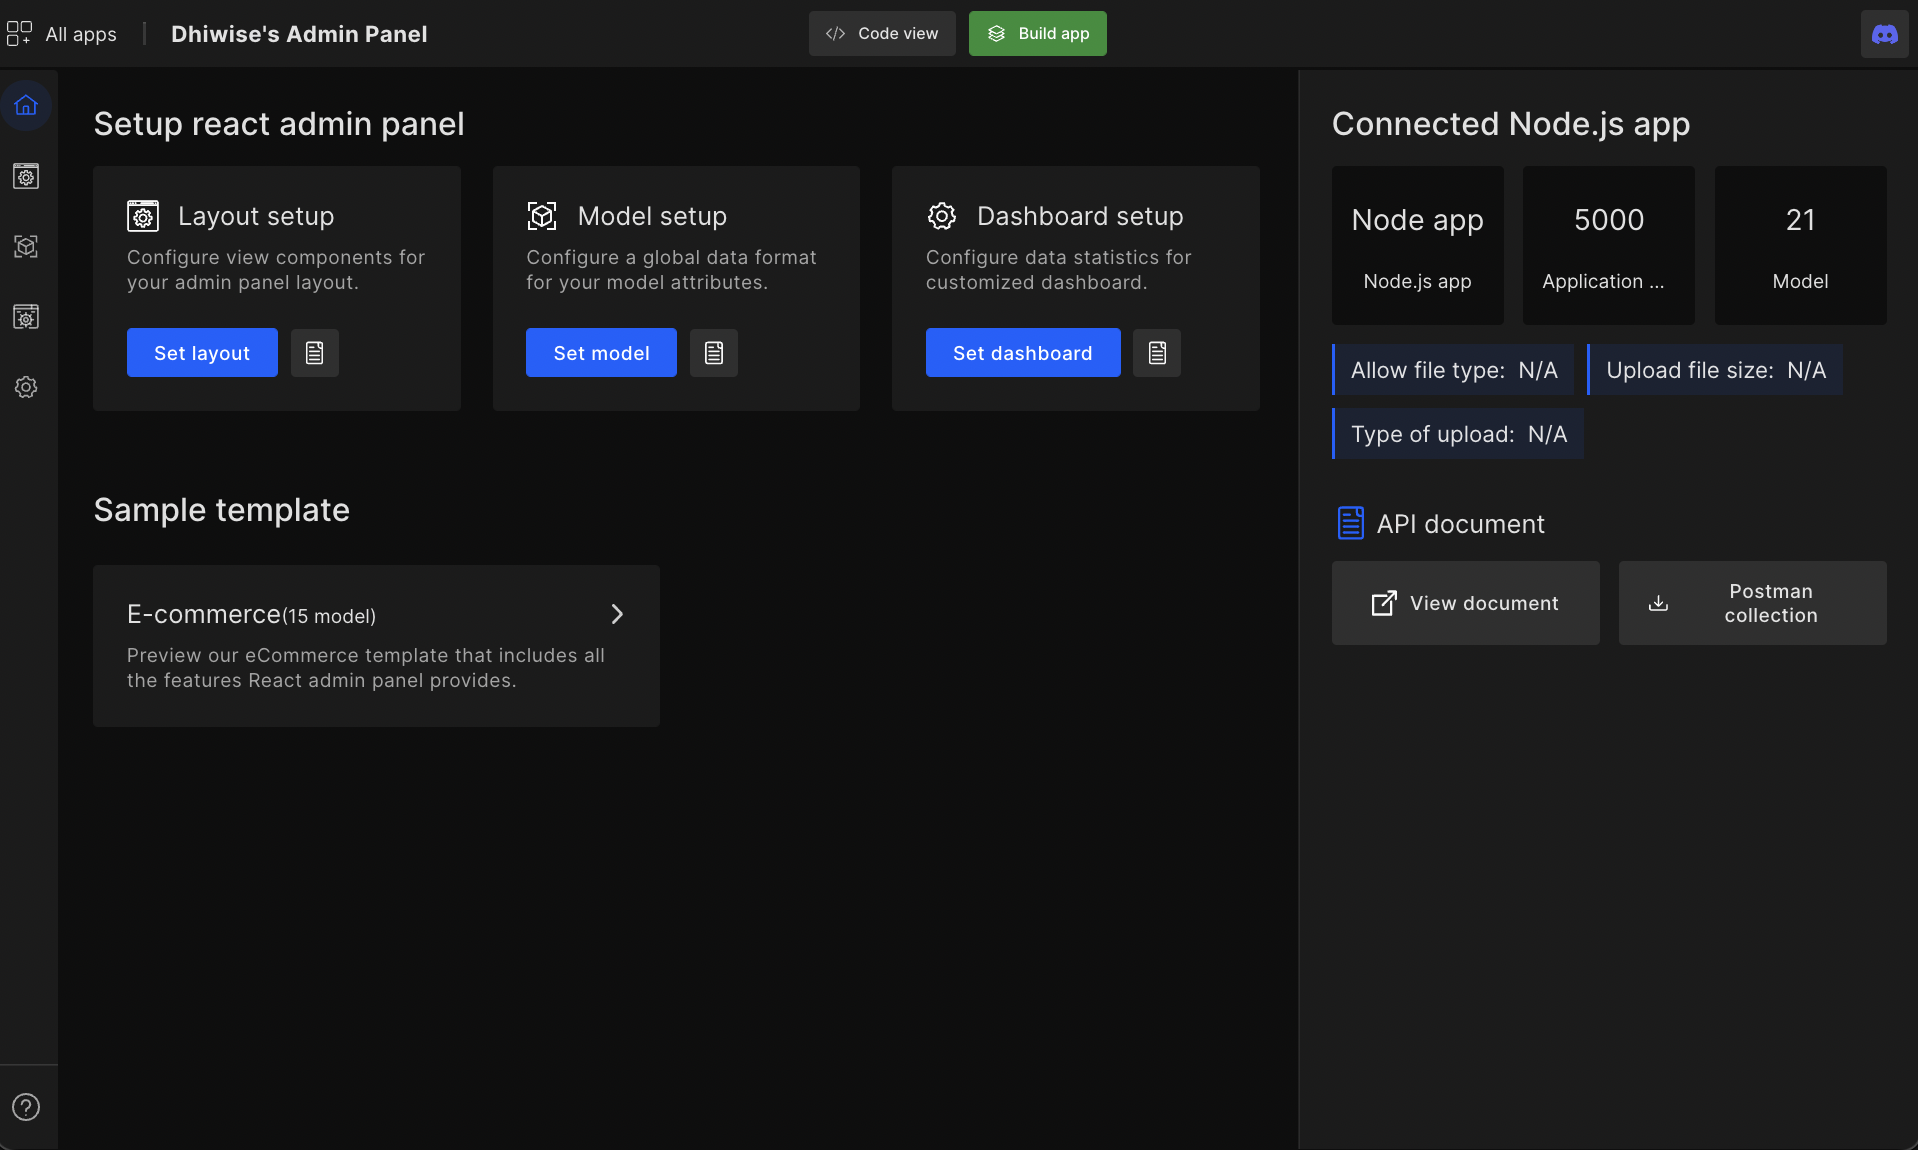 All apps
Dhiwise's Admin Panel
</> Code view
Build app
Setup react admin panel
Layout setup
Configure view components for
your admin panel layout.
Set layout
Model setup
Configure a global data format
for your model attributes.
Set model
Dashboard setup
Configure data statistics for
customized dashboard.
Set dashboard
Sample template
E-commerce(15 model)
Preview our eCommerce template that includes all
the features React admin panel provides.
Connected Node.js app
Node app
Node.js app
5000
Application ...
21
Model
Allow file type: N/A
Upload file size: N/A
Type of upload: N/A
API document
View document
Postman
collection